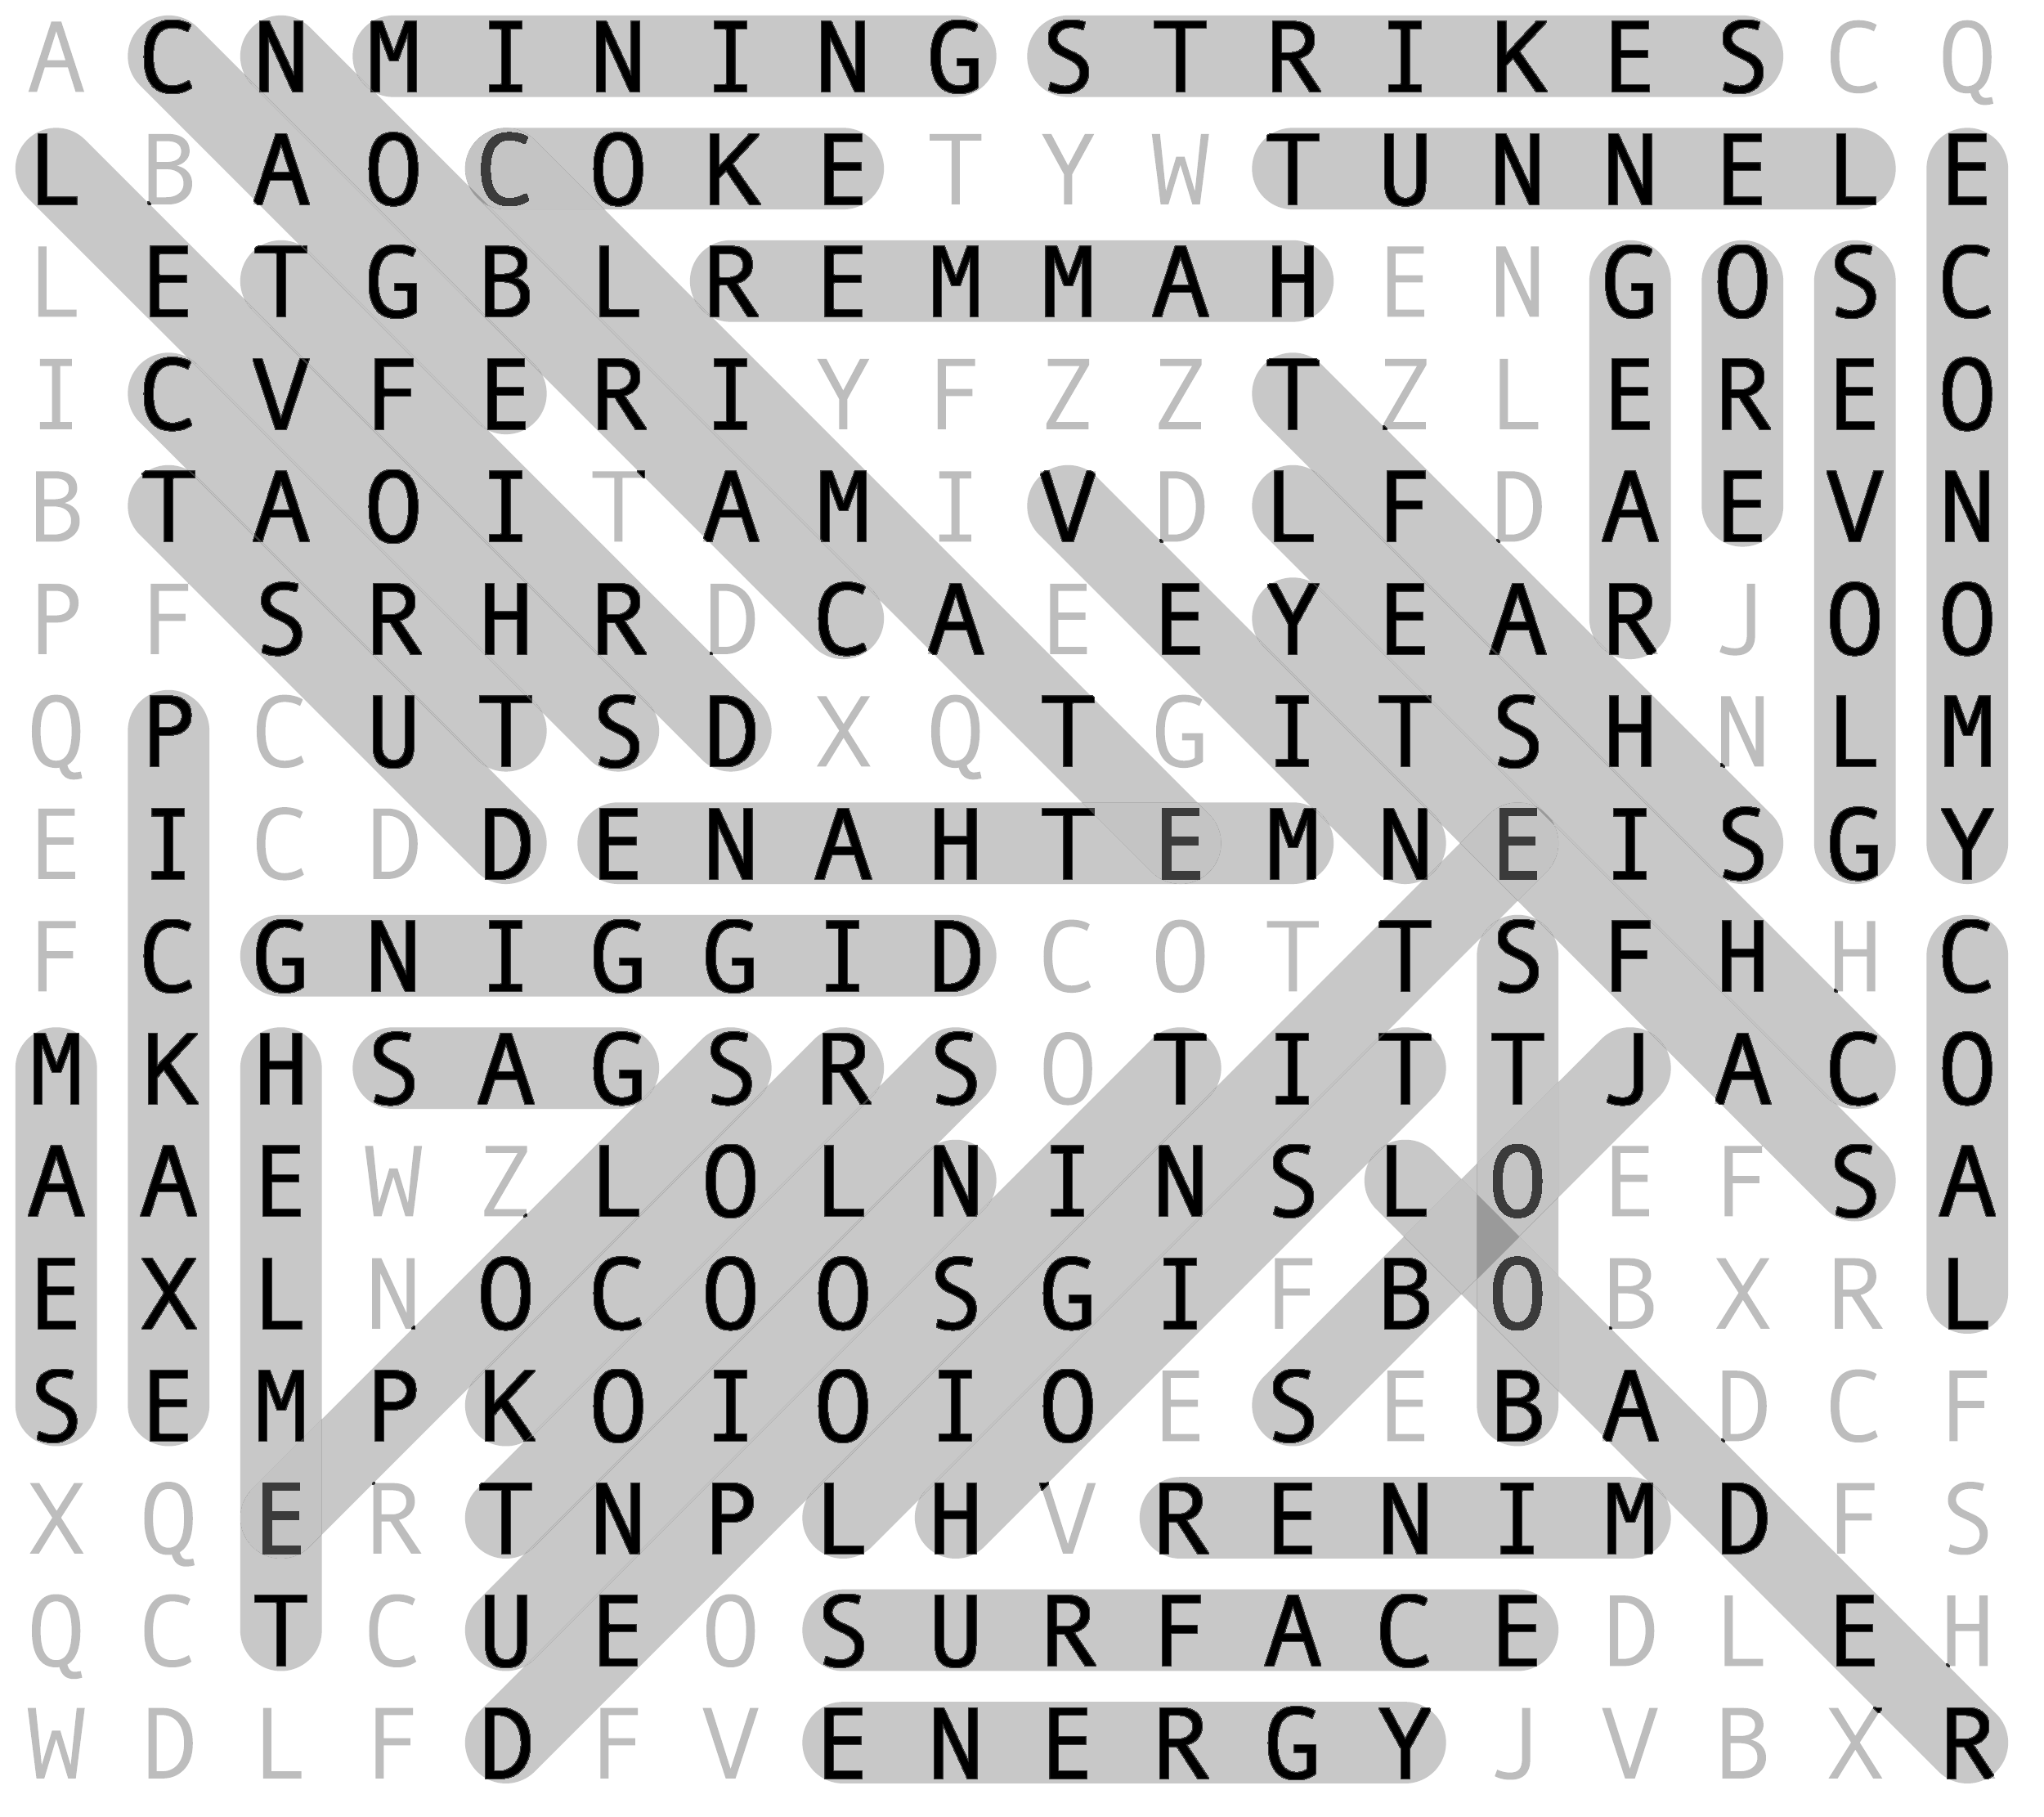 A C N M I N I N G S T R I K E S C Q
L B A O C O K E T Y W T U N N E L E
L E T G B L R E M M A H E N G O S C
I C V F E R I Y F Z Z T Z L E R E O
B T A O I T A M I V D L F D A E V N
P F S R H R D C A E E Y E A R J O O
Q P C U T S D X Q T G I T S H N L M
E I C D D E N A H T E M N E I S G Y
F C G N I G G I D C O T T S F H H C
M K H S A G S R S O T I T T J A C O
A A E W Z L O L N I N S L O E F S A
E X L N O C O O S G I F B O B X R L
S E M P K O I O I O E S E B A D C F
X Q E R T N P L H V R E N I M D F S
Q C T C U E O S U R F A C E D L E H
W D L F D F V E N E R G Y J V B X R